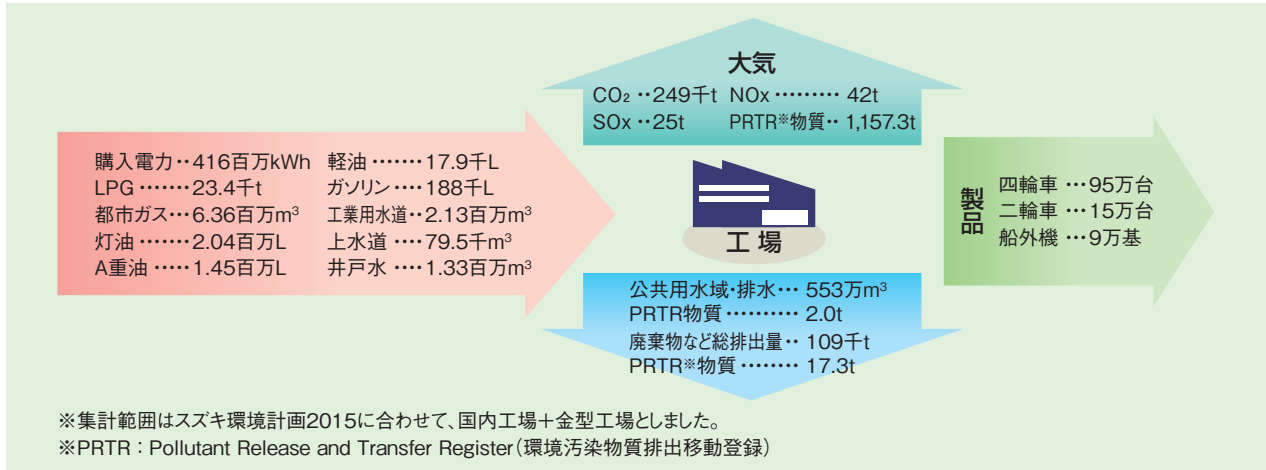 大気
CO₂ ‥249千t NOx ……… 42t
SOx ‥25t PRTR※物質‥ 1,157.3t
購入電力‥416百万kWh 軽油 ‥‥‥‥17.9千L
LPG ‥‥‥‥23.4千t ガソリン‥‥188千L
都市ガス…6.36百万m³ 工業用水道‥2.13百万m³
灯油 ‥‥‥‥2.04百万L 上水道 ‥‥79.5千m³
A重油 ‥‥‥1.45百万L 井戸水 ‥‥1.33百万m³
工場
製品
四輪車 …95万台
二輪車 …15万台
船外機 …9万基
公共用水域・排水… 553万m³
PRTR物質 ‥‥‥‥‥ 2.0t
廃棄物など総排出量‥ 109千t
PRTR※物質 ‥‥‥‥ 17.3t
※集計範囲はスズキ環境計画2015に合わせて、国内工場+金型工場としました。
※PRTR:Pollutant Release and Transfer Register(環境汚染物質排出移動登録)